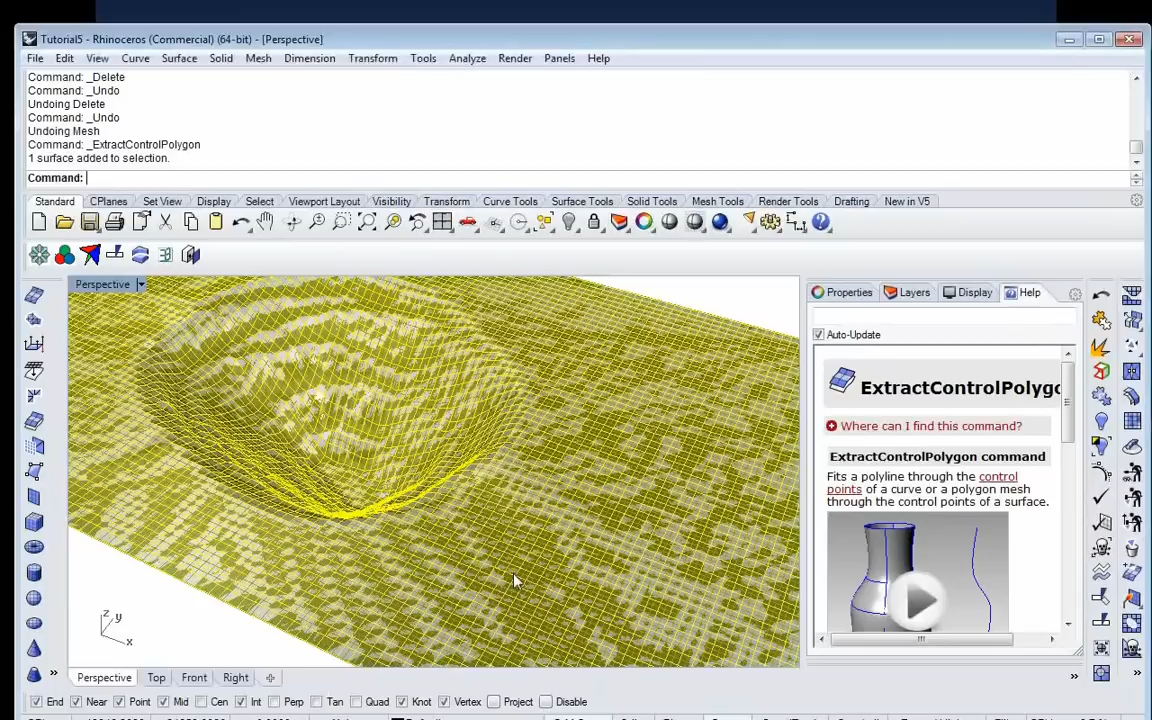 Tutorial5 - Rhinoceros (Commercial) (64-bit) - [Perspective]
File Edit View Curve Surface Solid Mesh Dimension Transform Tools Analyze Render Panels Help
Command: _Delete
Command: _Undo
Undoing Delete
Command: _Undo
Undoing Mesh
Command: _ExtractControlPolygon
1 surface added to selection.
Command:
Standard CPlanes Set View Display Select Viewport Layout Visibility Transform Curve Tools Surface Tools Solid Tools Mesh Tools Render Tools Drafting New in V5
Perspective
Properties Layers Display Help
Auto-Update
ExtractControlPolygo
Where can I find this command?
ExtractControlPolygon command
Fits a polyline through the control
points of a curve or a polygon mesh
through the control points of a surface.
z
y
x
Perspective Top Front Right
End Near Point Mid Cen Int Perp Tan Quad Knot Vertex Project Disable